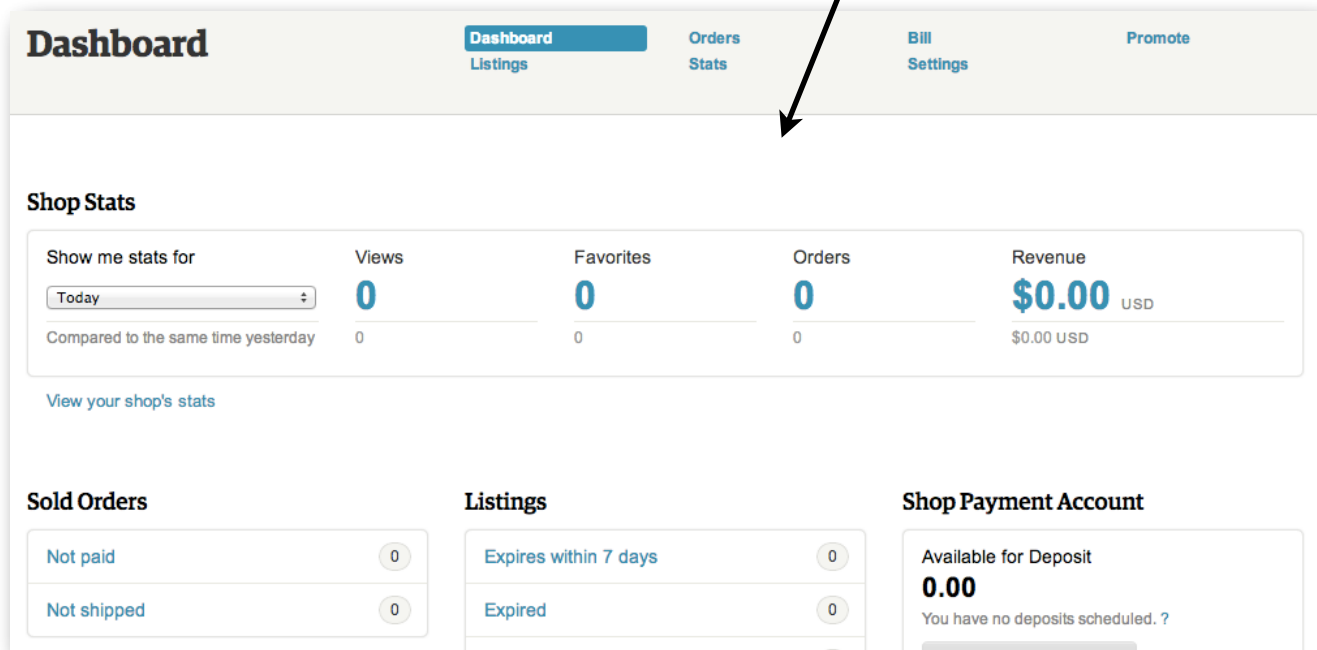 Dashboard
Dashboard Orders Bill Promote
Listings Stats Settings
Shop Stats
Show me stats for Views Favorites Orders Revenue
Today 0 0 0 $0.00 USD
Compared to the same time yesterday 0 0 0 $0.00 USD
View your shop's stats
Sold Orders
Not paid 0
Not shipped 0
Listings
Expires within 7 days 0
Expired 0
Shop Payment Account
Available for Deposit
0.00
You have no deposits scheduled. ?